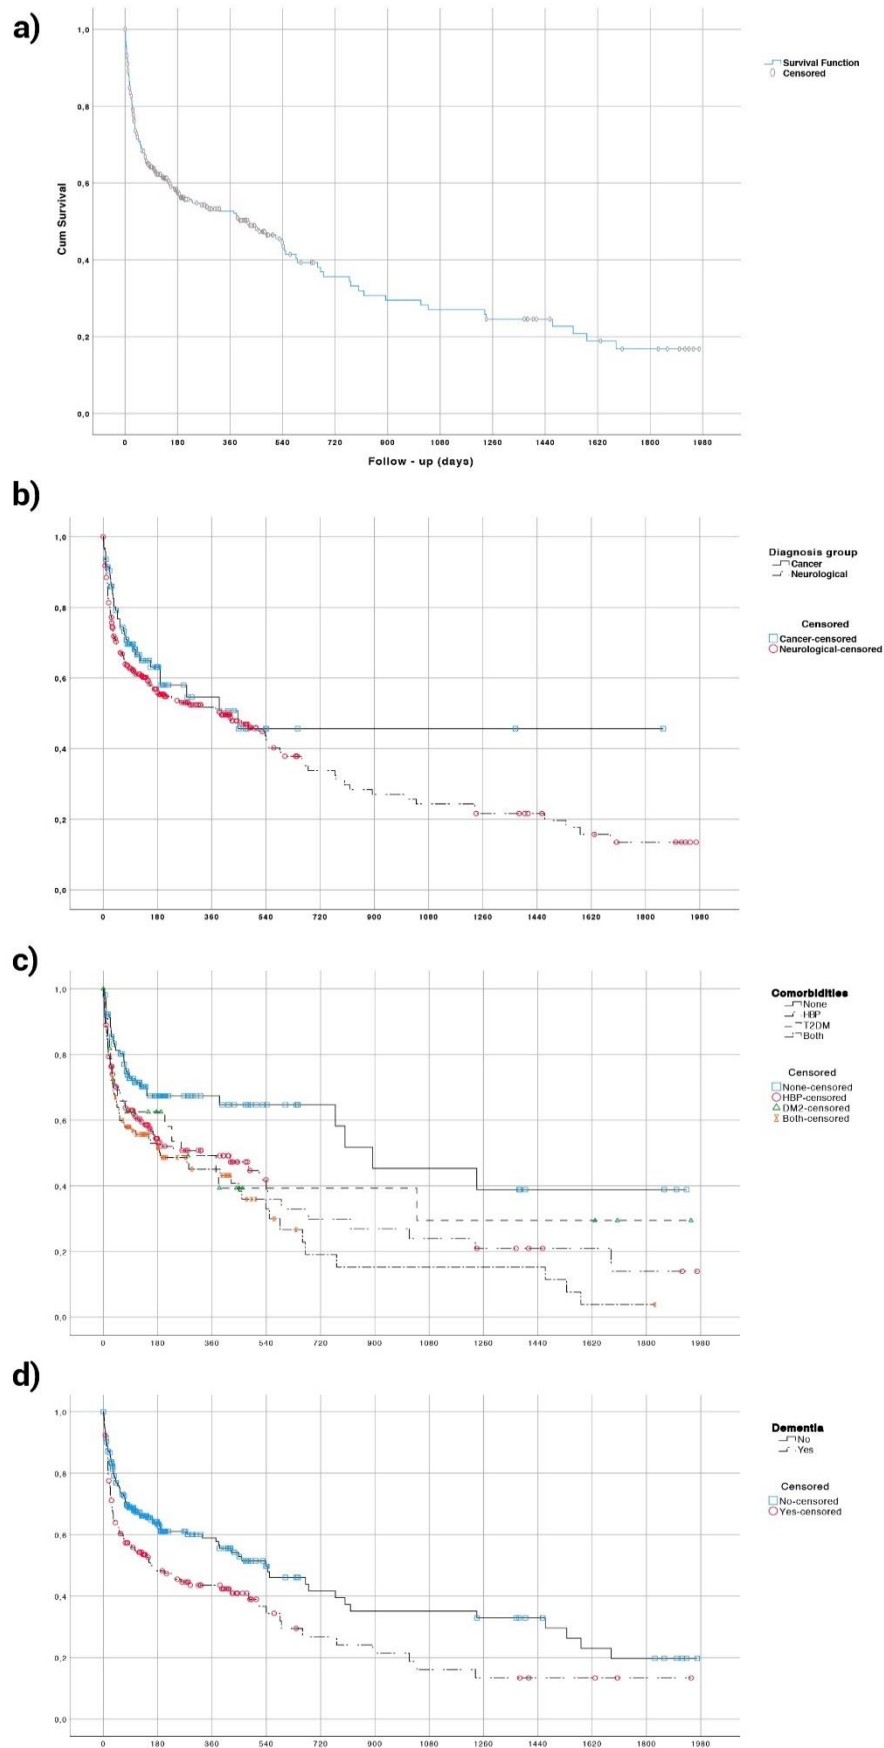 a)
1,0
0,8
0,6
0,4
0,2
0,0
Cum Survival
0 180 360 540 720 900 1080 1260 1440 1620 1800 1980
Follow - up (days)
Survival Function
Censored
b)
1,0
0,8
0,6
0,4
0,2
0,0
0 180 360 540 720 900 1080 1260 1440 1620 1800 1980
Diagnosis group
Cancer
Neurological
Censored
Cancer-censored
Neurological-censored
c)
1,0
0,8
0,6
0,4
0,2
0,0
0 180 360 540 720 900 1080 1260 1440 1620 1800 1980
Comorbidities
None
HBP
T2DM
Both
Censored
None-censored
HBP-censored
DM2-censored
Both-censored
d)
1,0
0,8
0,6
0,4
0,2
0,0
0 180 360 540 720 900 1080 1260 1440 1620 1800 1980
Dementia
No
Yes
Censored
No-censored
Yes-censored